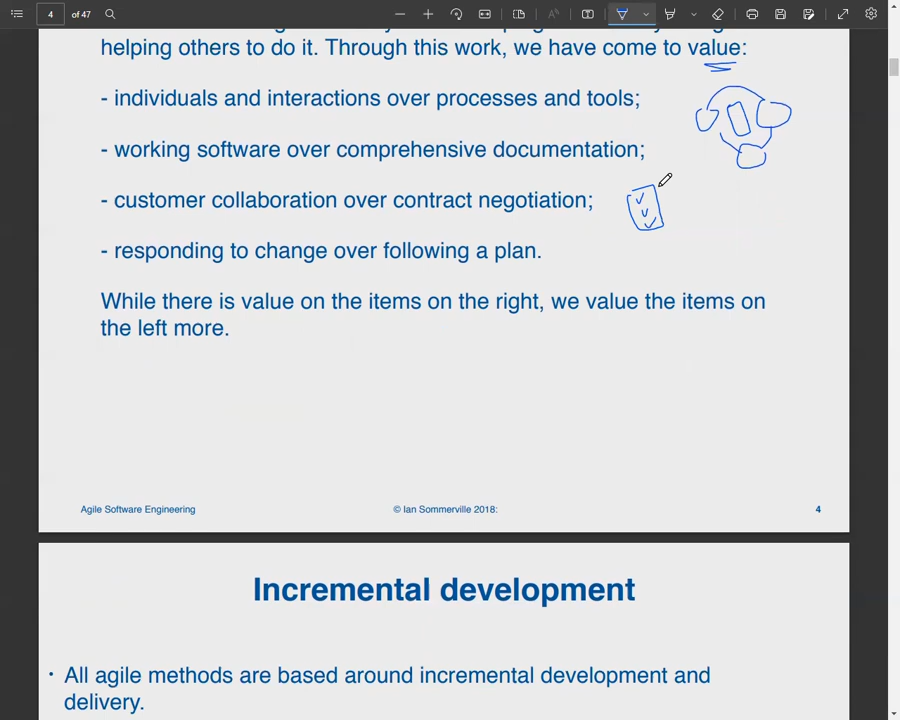 4 of 47
helping others to do it. Through this work, we have come to value:
- individuals and interactions over processes and tools;
- working software over comprehensive documentation;
- customer collaboration over contract negotiation;
- responding to change over following a plan.
While there is value on the items on the right, we value the items on
the left more.
Agile Software Engineering © Ian Sommerville 2018: 4
Incremental development
• All agile methods are based around incremental development and
delivery.